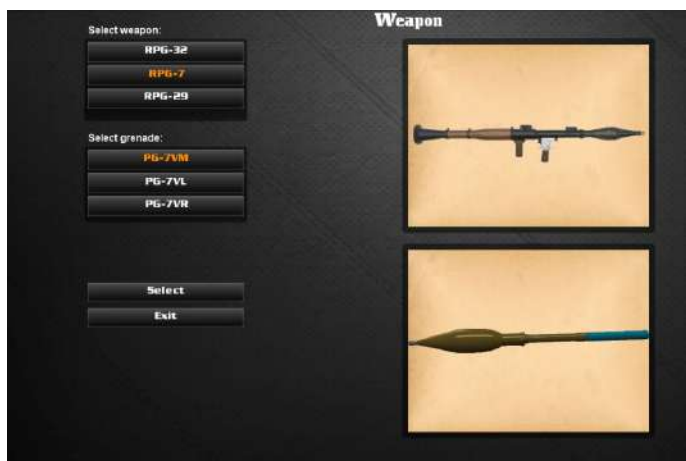 Weapon
Select weapon:
RPG-32
RPG-7
RPG-29
Select grenade:
PG-7VM
PG-7VL
PG-7VR
Select
Exit